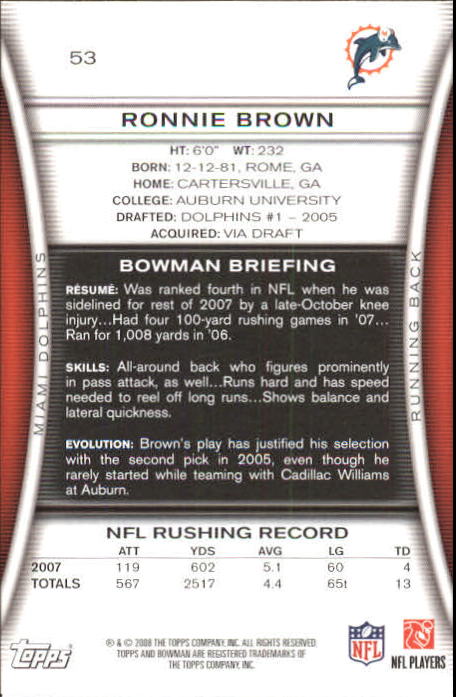 53
RONNIE BROWN
HT: 6'0" WT: 232
BORN: 12-12-81, ROME, GA
HOME: CARTERSVILLE, GA
COLLEGE: AUBURN UNIVERSITY
DRAFTED: DOLPHINS #1 – 2005
ACQUIRED: VIA DRAFT
MIAMI DOLPHINS
RUNNING BACK
BOWMAN BRIEFING
RÉSUMÉ: Was ranked fourth in NFL when he was
sidelined for rest of 2007 by a late-October knee
injury...Had four 100-yard rushing games in '07...
Ran for 1,008 yards in '06.
SKILLS: All-around back who figures prominently
in pass attack, as well...Runs hard and has speed
needed to reel off long runs...Shows balance and
lateral quickness.
EVOLUTION: Brown's play has justified his selection
with the second pick in 2005, even though he
rarely started while teaming with Cadillac Williams
at Auburn.
NFL RUSHING RECORD
ATT YDS AVG LG TD
2007 119 602 5.1 60 4
TOTALS 567 2517 4.4 65t 13
Topps
® & © 2008 THE TOPPS COMPANY, INC. ALL RIGHTS RESERVED.
TOPPS AND BOWMAN ARE REGISTERED TRADEMARKS OF
THE TOPPS COMPANY, INC.
NFL
NFL PLAYERS